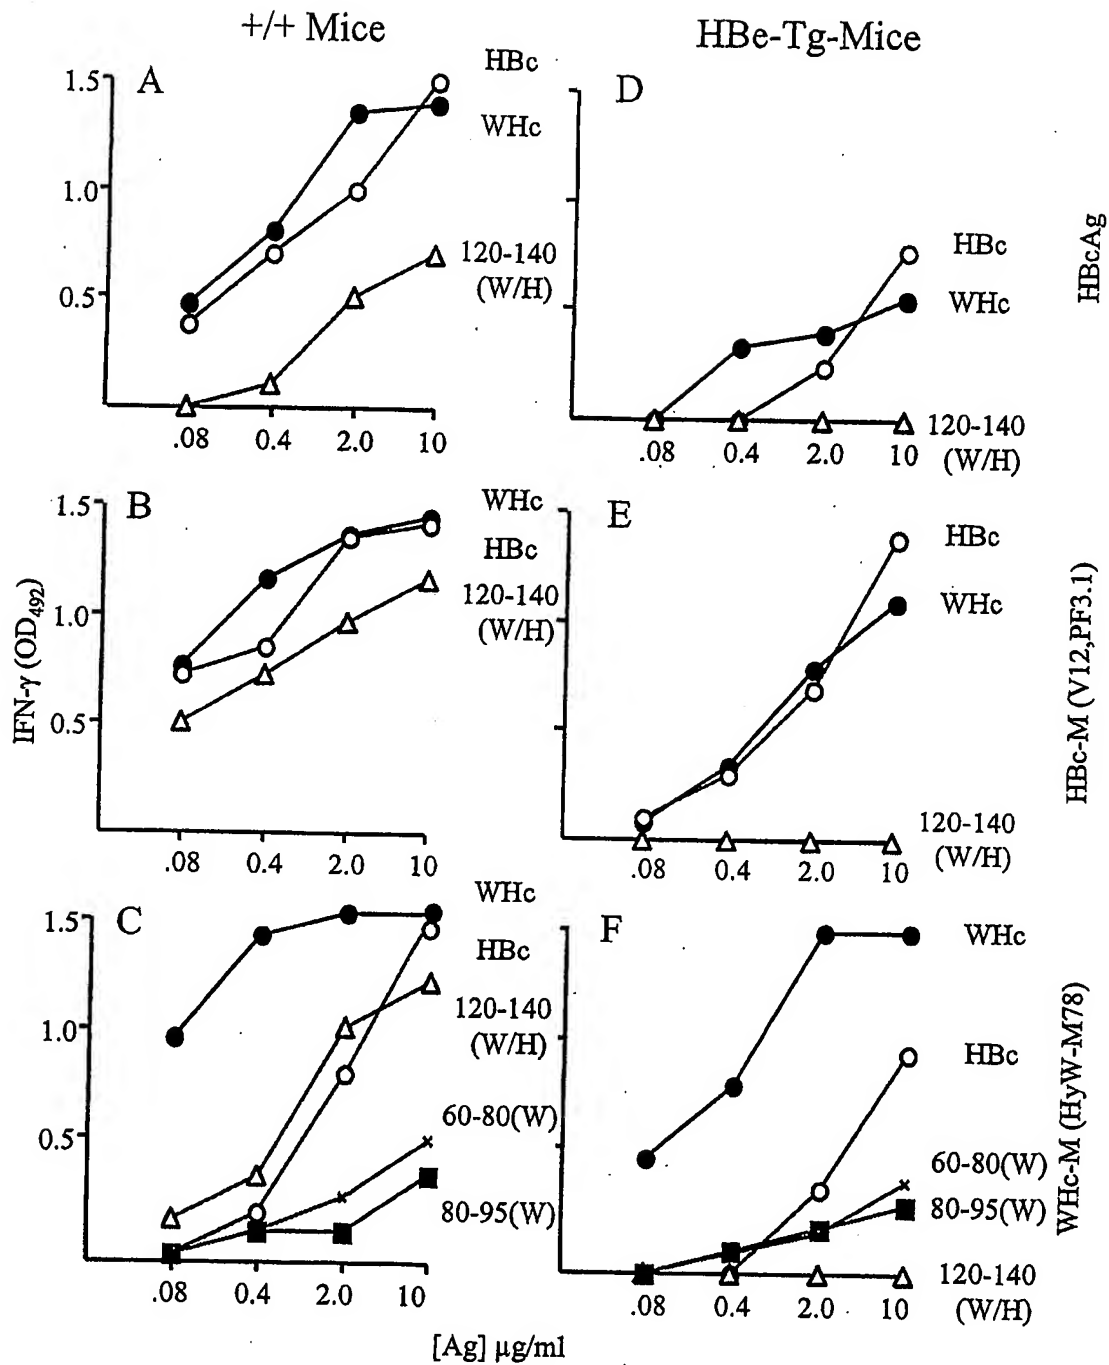 +/+ Mice
HBe-Tg-Mice
A
1.5
1.0
0.5
HBc
WHc
120-140
(W/H)
.08 0.4 2.0 10
D
HBc
WHc
120-140
(W/H)
.08 0.4 2.0 10
HBcAg
B
1.5
1.0
0.5
IFN-γ (OD492)
WHc
HBc
120-140
(W/H)
.08 0.4 2.0 10
E
HBc
WHc
120-140
(W/H)
.08 0.4 2.0 10
HBc-M (V12,PF3.1)
C
1.5
1.0
0.5
WHc
HBc
120-140
(W/H)
60-80(W)
80-95(W)
.08 0.4 2.0 10
F
WHc
HBc
60-80(W)
80-95(W)
120-140
(W/H)
.08 0.4 2.0 10
WHc-M (HyW-M78)
[Ag] μg/ml